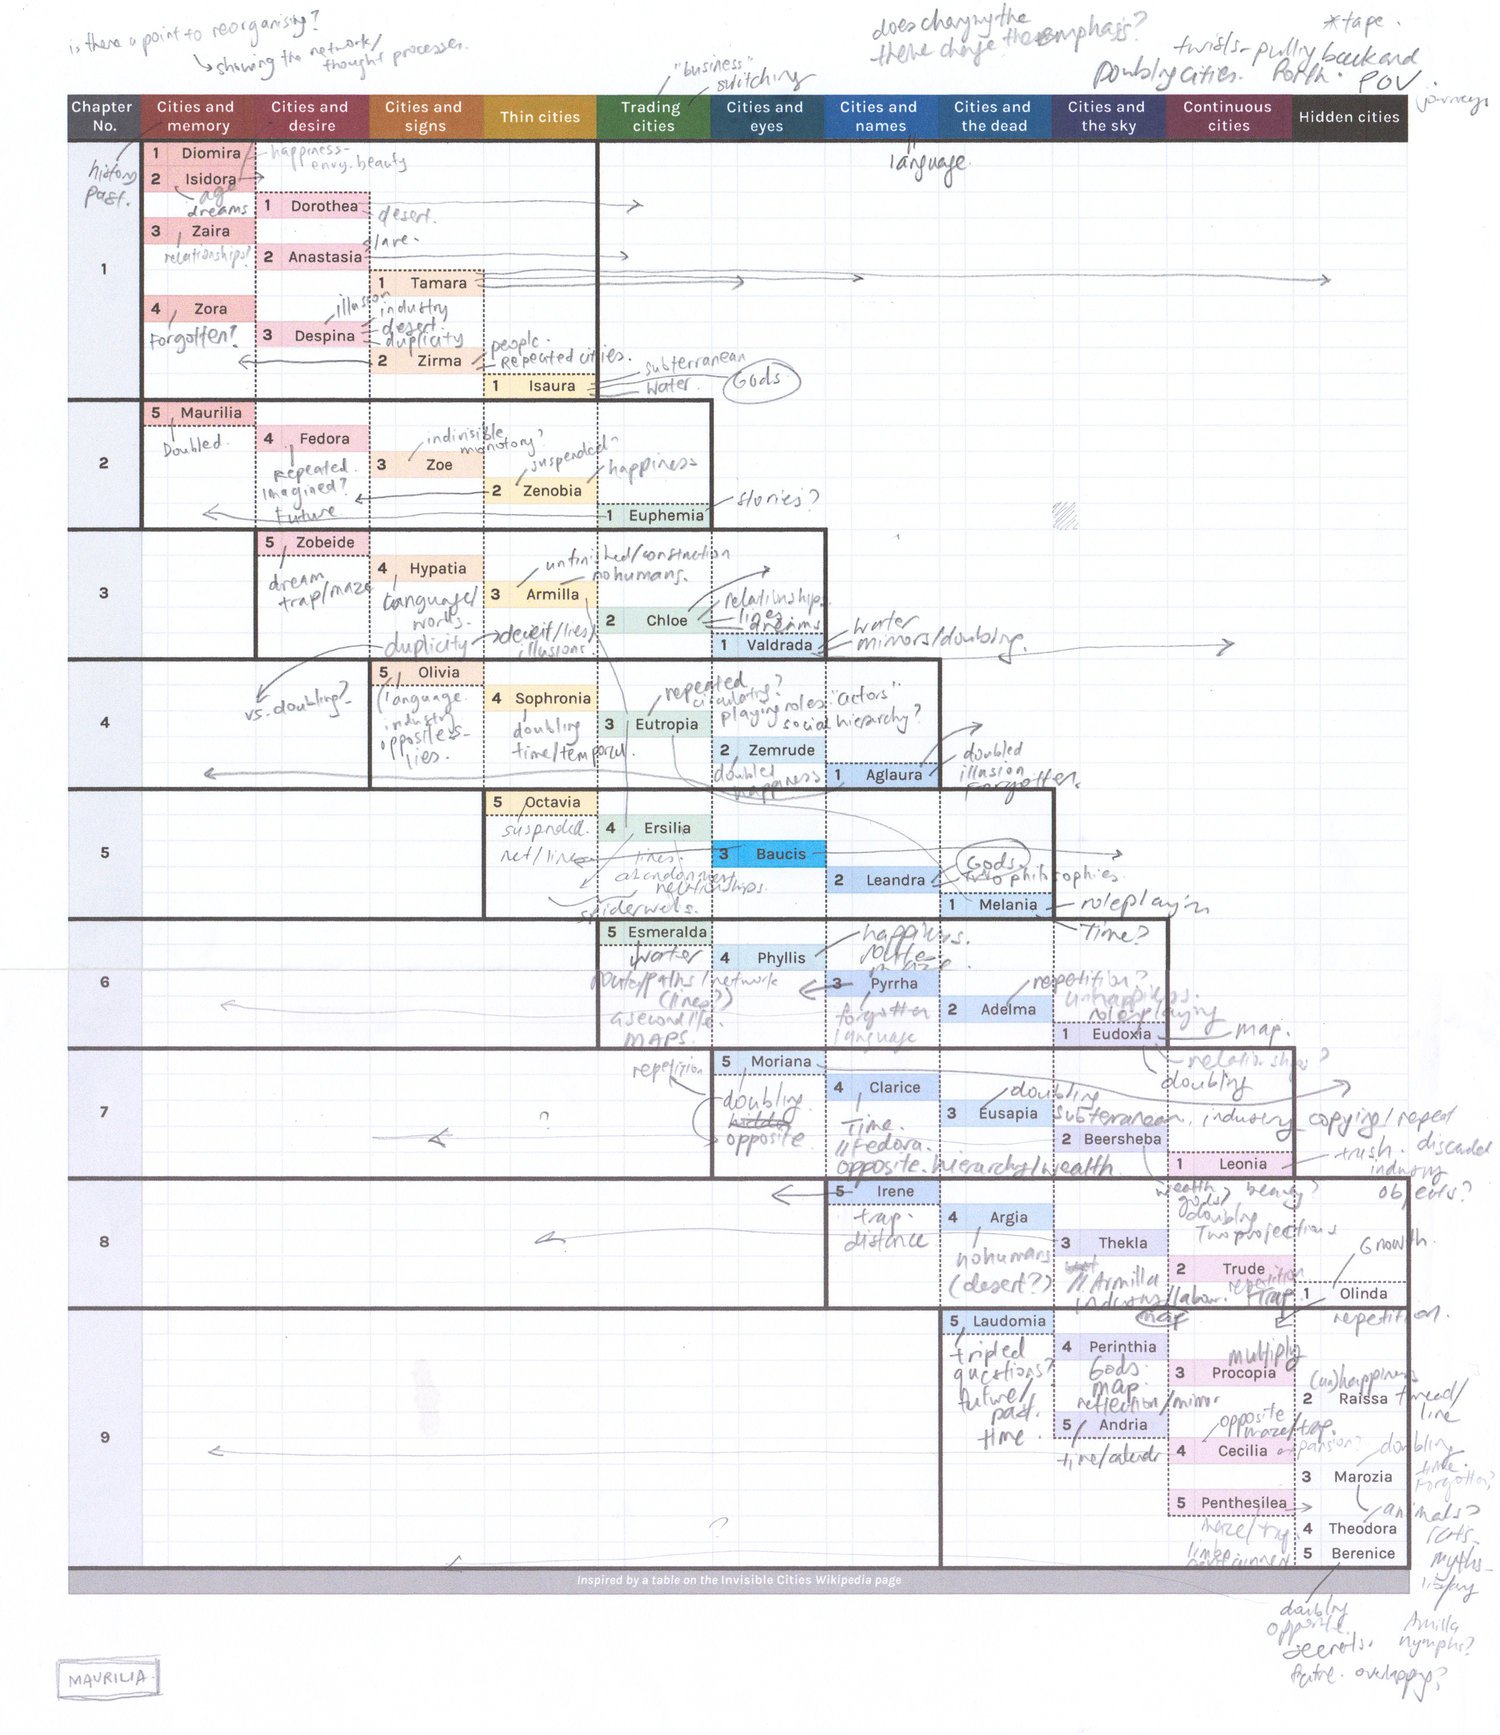 is there a point to reorganising?
↳ showing the network/
thought processes.
does changing the
theme change the emphasis?
*tape.
twists - pulling back and
Doubling cities. POV
journeys
"business"
switching
Chapter No.
Cities and memory
Cities and desire
Cities and signs
Thin cities
Trading cities
Cities and eyes
Cities and names
Cities and the dead
Cities and the sky
Continuous cities
Hidden cities
language
history
past.
1
1 Diomira
happiness-
envy. beauty
2 Isidora
age
dreams
1 Dorothea
desert.
3 Zaira
relationships?
slave.
2 Anastasia
1 Tamara
4 Zora
Forgotten?
illusion
industry
desert.
duplicity
3 Despina
2 Zirma
people.
Repeated cities.
1 Isaura
subterranean
water.
Gods
2
5 Maurilia
Doubled.
4 Fedora
Repeated.
imagined?
Future
3 Zoe
indivisible
2 Zenobia
suspended
happiness
1 Euphemia
stories?
3
5 Zobeide
dream
trap/maze
4 Hypatia
Language/
words.
duplicity
deceit/lies/
illusions.
3 Armilla
unfinished/construction
no humans.
2 Chloe
relationships
lines
dreams
1 Valdrada
water
mirrors/doubling.
4
vs. doubling?
5 Olivia
language.
industry
opposites-
lies.
4 Sophronia
doubling
time/temporal.
3 Eutropia
repeated
circulating?
playing roles "actors"
social hierarchy?
2 Zemrude
doubled
happiness
1 Aglaura
doubled
illusion
Forgotten.
5
5 Octavia
suspended.
net/lines
4 Ersilia
lines.
abandonment
relationships.
spiderwebs.
3 Baucis
2 Leandra
Gods.
two philosophies.
1 Melania
roleplaying
Time?
6
5 Esmeralda
water
route/paths/network
(lines?)
a second life.
MAPS.
4 Phyllis
happiness.
route
maze
3 Pyrrha
forgotten
language
2 Adelma
repetition?
unhappiness.
roleplaying
1 Eudoxia
map.
relationships?
doubling
7
repetition
5 Moriana
doubling
opposite
?
4 Clarice
Time.
//Fedora.
opposite.hierarchy/wealth
3 Eusapia
doubling
subterranean, industry copying/repeat
2 Beersheba
1 Leonia
trash. discarded
industry
objects?
wealth beauty?
gods?
doubling
Two projections
8
5 Irene
trap.
distance
4 Argia
no humans
(desert?)
3 Thekla
// Armilla
industry/labour.
map
2 Trude
repetition
trap
1 Olinda
Growth.
repetition.
9
5 Laudomia
tripled
questions?
future/
past.
time.
4 Perinthia
Gods.
map.
reflection/mirror
5 Andria
time/calendar
3 Procopia
multiply
2 Raissa
(un)happiness
thread/
line
4 Cecilia
opposite
maze/trap.
3 Marozia
doubling
time.
Forgotten?
5 Penthesilea
maze/trap
limbo
4 Theodora
animals?
rats-
myths-
5 Berenice
?
doubling
opposite.
secrets.
future. overlapping?
Armilla
nymphs?
Inspired by a table on the Invisible Cities Wikipedia page
MAURILIA.